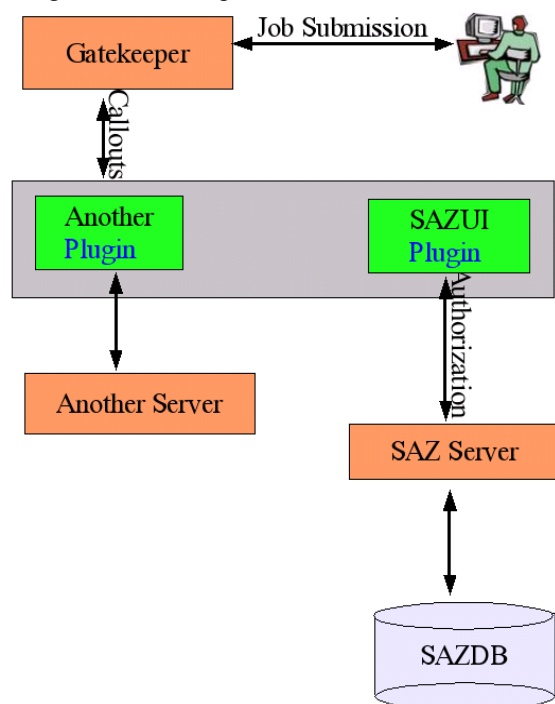 Job Submission
Gatekeeper
Callouts
Another
Plugin
SAZUI
Plugin
Authorization
Another Server
SAZ Server
SAZDB